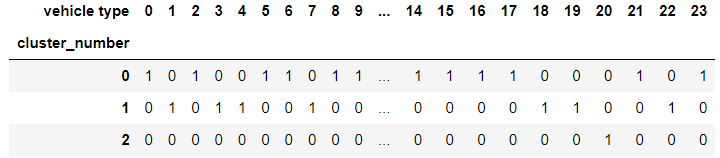 vehicle type 0 1 2 3 4 5 6 7 8 9 ... 14 15 16 17 18 19 20 21 22 23
cluster_number
0 1 0 1 0 0 1 1 0 1 1 ... 1 1 1 1 0 0 0 1 0 1
1 0 1 0 1 1 0 0 1 0 0 ... 0 0 0 0 1 1 0 0 1 0
2 0 0 0 0 0 0 0 0 0 0 ... 0 0 0 0 0 0 1 0 0 0